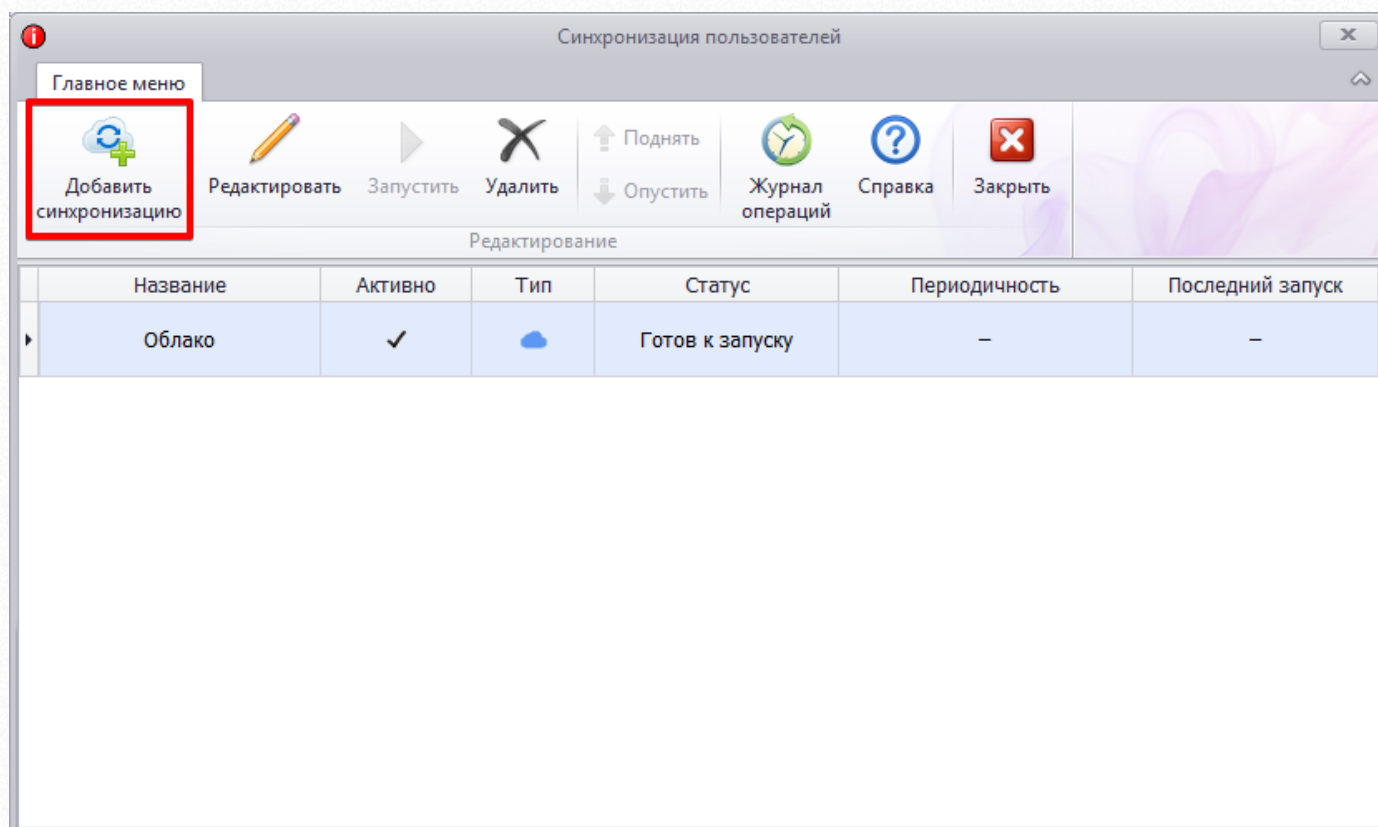 Синхронизация пользователей
Главное меню
Добавить синхронизацию
Редактировать
Запустить
Удалить
Поднять
Опустить
Журнал операций
Справка
Закрыть
Редактирование
Название Активно Тип Статус Периодичность Последний запуск
Облако Готов к запуску – –